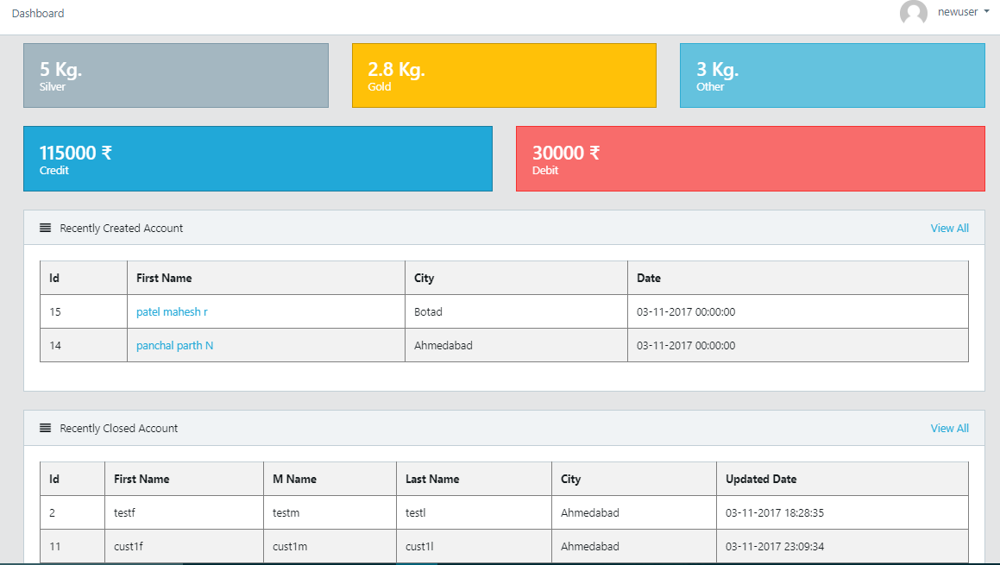 Dashboard newuser
5 Kg. 2.8 Kg. 3 Kg.
Silver Gold Other
115000 ₹ 30000 ₹
Credit Debit
Recently Created Account View All
Id First Name City Date
15 patel mahesh r Botad 03-11-2017 00:00:00
14 panchal parth N Ahmedabad 03-11-2017 00:00:00
Recently Closed Account View All
Id First Name M Name Last Name City Updated Date
2 testf testm testl Ahmedabad 03-11-2017 18:28:35
11 cust1f cust1m cust1l Ahmedabad 03-11-2017 23:09:34